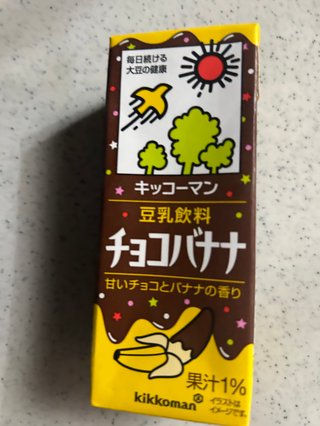 毎日続ける
大豆の健康
キッコーマン
豆乳飲料
チョコバナナ
甘いチョコとバナナの香り
果汁1%
kikkoman
イラストは
イメージです。